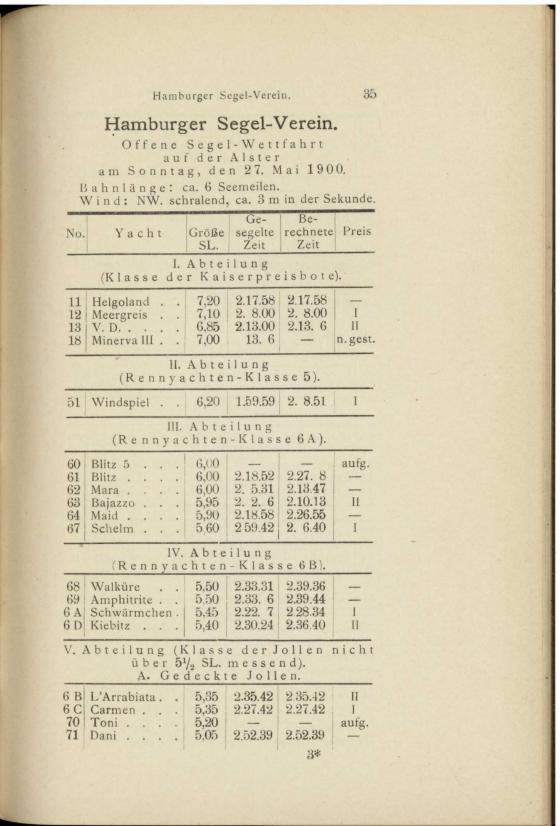 Hamburger Segel-Verein. 35
Hamburger Segel-Verein.
Offene Segel-Wettfahrt
auf der Alster
am Sonntag, den 27. Mai 1900.
Bahnlänge: ca. 6 Seemeilen.
Wind: NW. schralend, ca. 3 m in der Sekunde.
No. Yacht Größe SL. Ge-segelte Zeit Be-rechnete Zeit Preis
I. Abteilung
(Klasse der Kaiserpreisbote).
11 Helgoland . . 7,20 2.17.58 2.17.58 —
12 Meergreis . . 7,10 2. 8.00 2. 8.00 I
13 V. D. . . . . 6,85 2.13.00 2.13. 6 II
18 Minerva III . . 7,00 13. 6 — n. gest.
II. Abteilung
(Rennyachten-Klasse 5).
51 Windspiel . . 6,20 1.59.59 2. 8.51 I
III. Abteilung
(Rennyachten-Klasse 6A).
60 Blitz 5 . . . 6,00 — — aufg.
61 Blitz . . . . 6,00 2.18.52 2.27. 8 —
62 Mara . . . . 6,00 2. 5.31 2.13.47 —
63 Bajazzo . . . 5,95 2. 2. 6 2.10.13 II
64 Maid . . . . 5,90 2.18.58 2.26.55 —
67 Schelm . . . 5,60 2 59.42 2. 6.40 I
IV. Abteilung
(Rennyachten-Klasse 6B).
68 Walküre . . 5,50 2.33.31 2.39.36 —
69 Amphitrite . . 5,50 2.33. 6 2.39.44 —
6 A Schwärmchen . 5,45 2.22. 7 2.28.34 I
6 D Kiebitz . . . 5,40 2.30.24 2.36.40 II
V. Abteilung (Klasse der Jollen nicht
über 5½ SL. messend).
A. Gedeckte Jollen.
6 B L'Arrabiata . . 5,35 2.35.42 2 35.42 II
6 C Carmen . . . 5,35 2.27.42 2.27.42 I
70 Toni . . . . 5,20 — — aufg.
71 Dani . . . . 5,05 2.52.39 2.52.39 —
3*